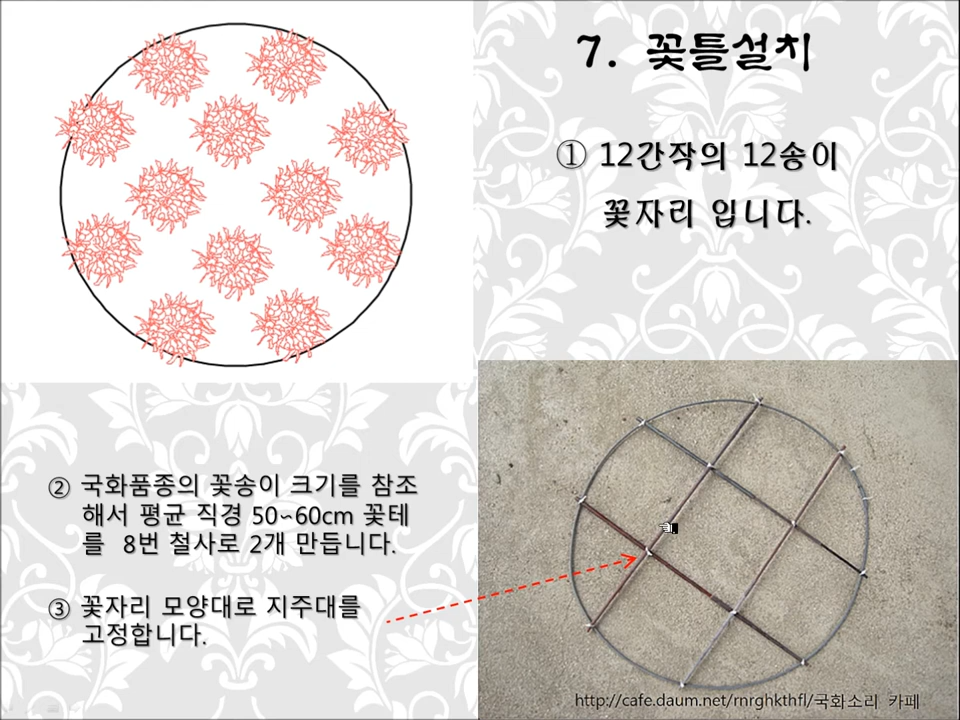 7. 꽃틀설치
① 12간작의 12송이
꽃자리 입니다.
② 국화품종의 꽃송이 크기를 참조
해서 평균 직경 50~60cm 꽃테
를 8번 철사로 2개 만듭니다.
③ 꽃자리 모양대로 지주대를
고정합니다.
http://cafe.daum.net/rnrghkthfl/국화소리 카페